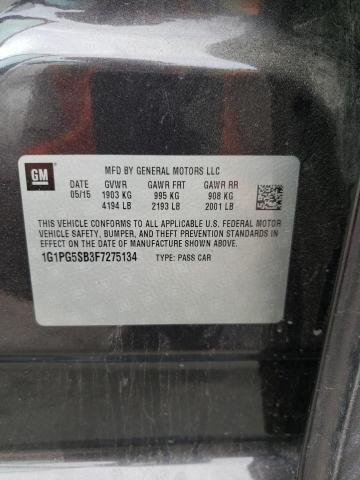 GM
MFD BY GENERAL MOTORS LLC
DATE GVWR GAWR FRT GAWR RR
05/15 1903 KG 995 KG 908 KG
4194 LB 2193 LB 2001 LB
THIS VEHICLE CONFORMS TO ALL APPLICABLE U.S. FEDERAL MOTOR
VEHICLE SAFETY, BUMPER, AND THEFT PREVENTION STANDARDS
IN EFFECT ON THE DATE OF MANUFACTURE SHOWN ABOVE.
1G1PG5SB3F7275134 TYPE: PASS CAR